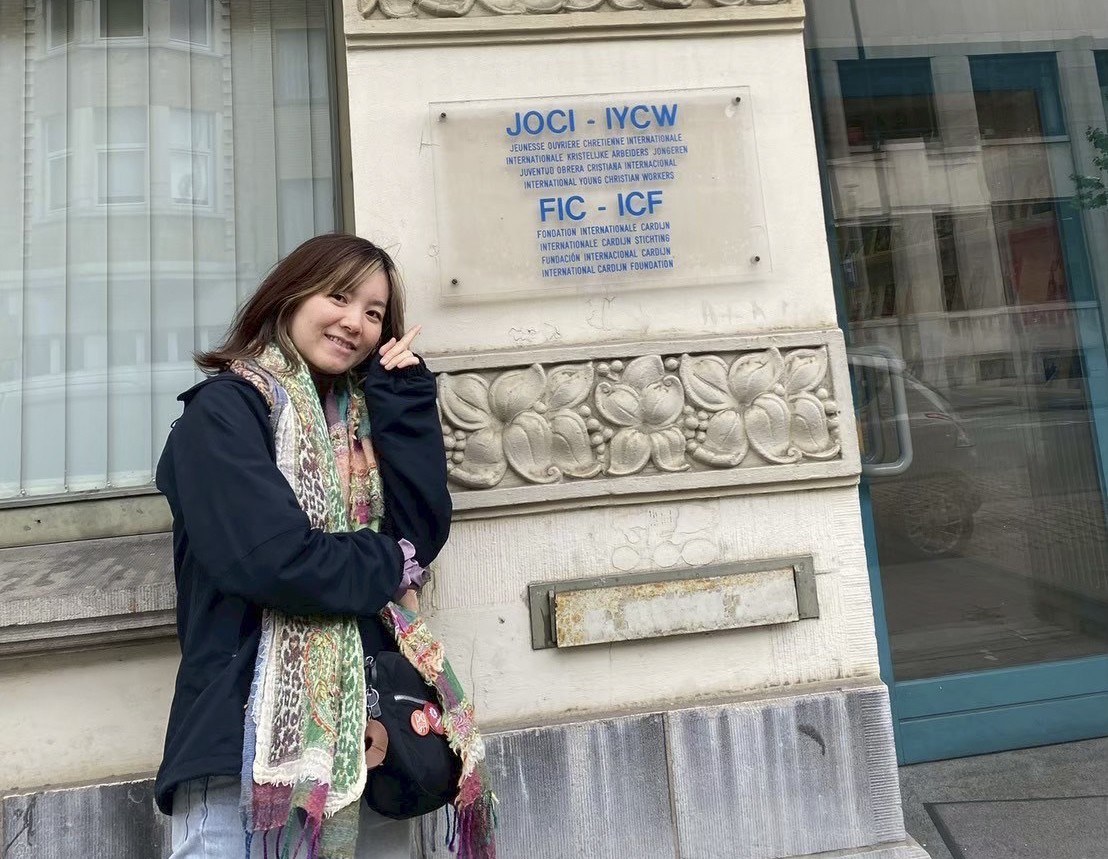 JOCI - IYCW
JEUNESSE OUVRIERE CHRETIENNE INTERNATIONALE
INTERNATIONALE KRISTELIJKE ARBEIDERS JONGEREN
JUVENTUD OBRERA CRISTIANA INTERNACIONAL
INTERNATIONAL YOUNG CHRISTIAN WORKERS
FIC - ICF
FONDATION INTERNATIONALE CARDIJN
INTERNATIONALE CARDIJN STICHTING
FUNDACIÓN INTERNACIONAL CARDIJN
INTERNATIONAL CARDIJN FOUNDATION